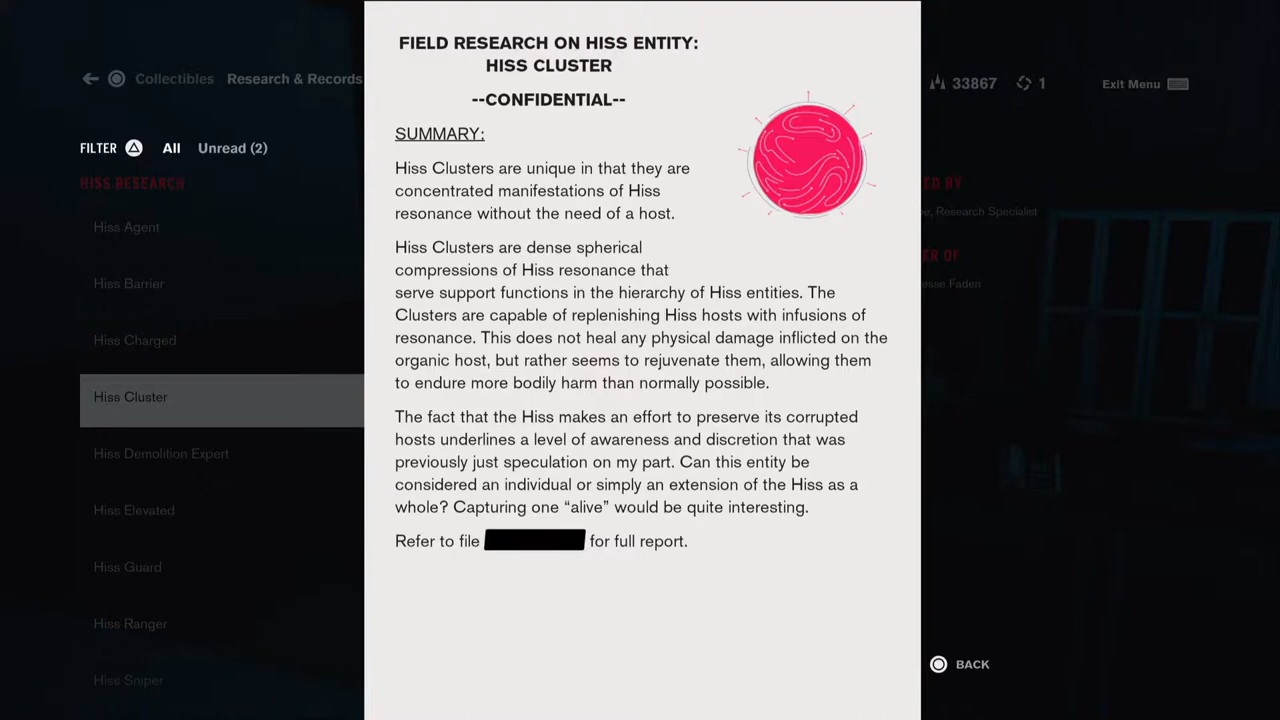 FIELD RESEARCH ON HISS ENTITY:
HISS CLUSTER
--CONFIDENTIAL--
Collectibles Research & Records
33867 1 Exit Menu
SUMMARY:
FILTER All Unread (2)
Hiss Clusters are unique in that they are
concentrated manifestations of Hiss
resonance without the need of a host.
Hiss Clusters are dense spherical
compressions of Hiss resonance that
serve support functions in the hierarchy of Hiss entities. The
Clusters are capable of replenishing Hiss hosts with infusions of
resonance. This does not heal any physical damage inflicted on the
organic host, but rather seems to rejuvenate them, allowing them
to endure more bodily harm than normally possible.
The fact that the Hiss makes an effort to preserve its corrupted
hosts underlines a level of awareness and discretion that was
previously just speculation on my part. Can this entity be
considered an individual or simply an extension of the Hiss as a
whole? Capturing one “alive” would be quite interesting.
Refer to file for full report.
HISS RESEARCH
Hiss Agent
Hiss Barrier
Hiss Charged
Hiss Cluster
Hiss Demolition Expert
Hiss Elevated
Hiss Guard
Hiss Ranger
Hiss Sniper
ED BY
, Research Specialist
ER OF
esse Faden
BACK